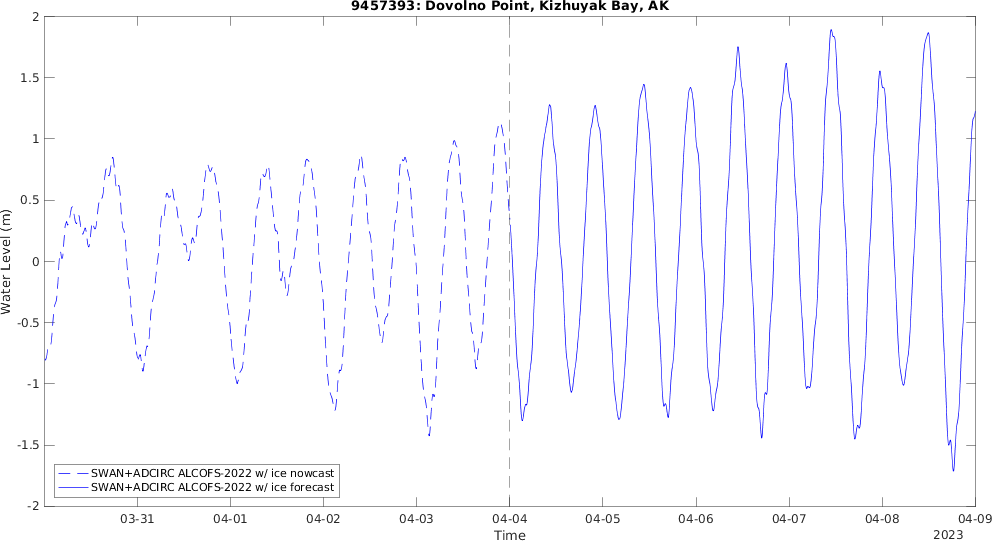 9457393: Dovolno Point, Kizhuyak Bay, AK
Water Level (m)
2
1.5
1
0.5
0
-0.5
-1
-1.5
-2
SWAN+ADCIRC ALCOFS-2022 w/ ice nowcast
SWAN+ADCIRC ALCOFS-2022 w/ ice forecast
03-31 04-01 04-02 04-03 04-04 04-05 04-06 04-07 04-08 04-09
Time
2023